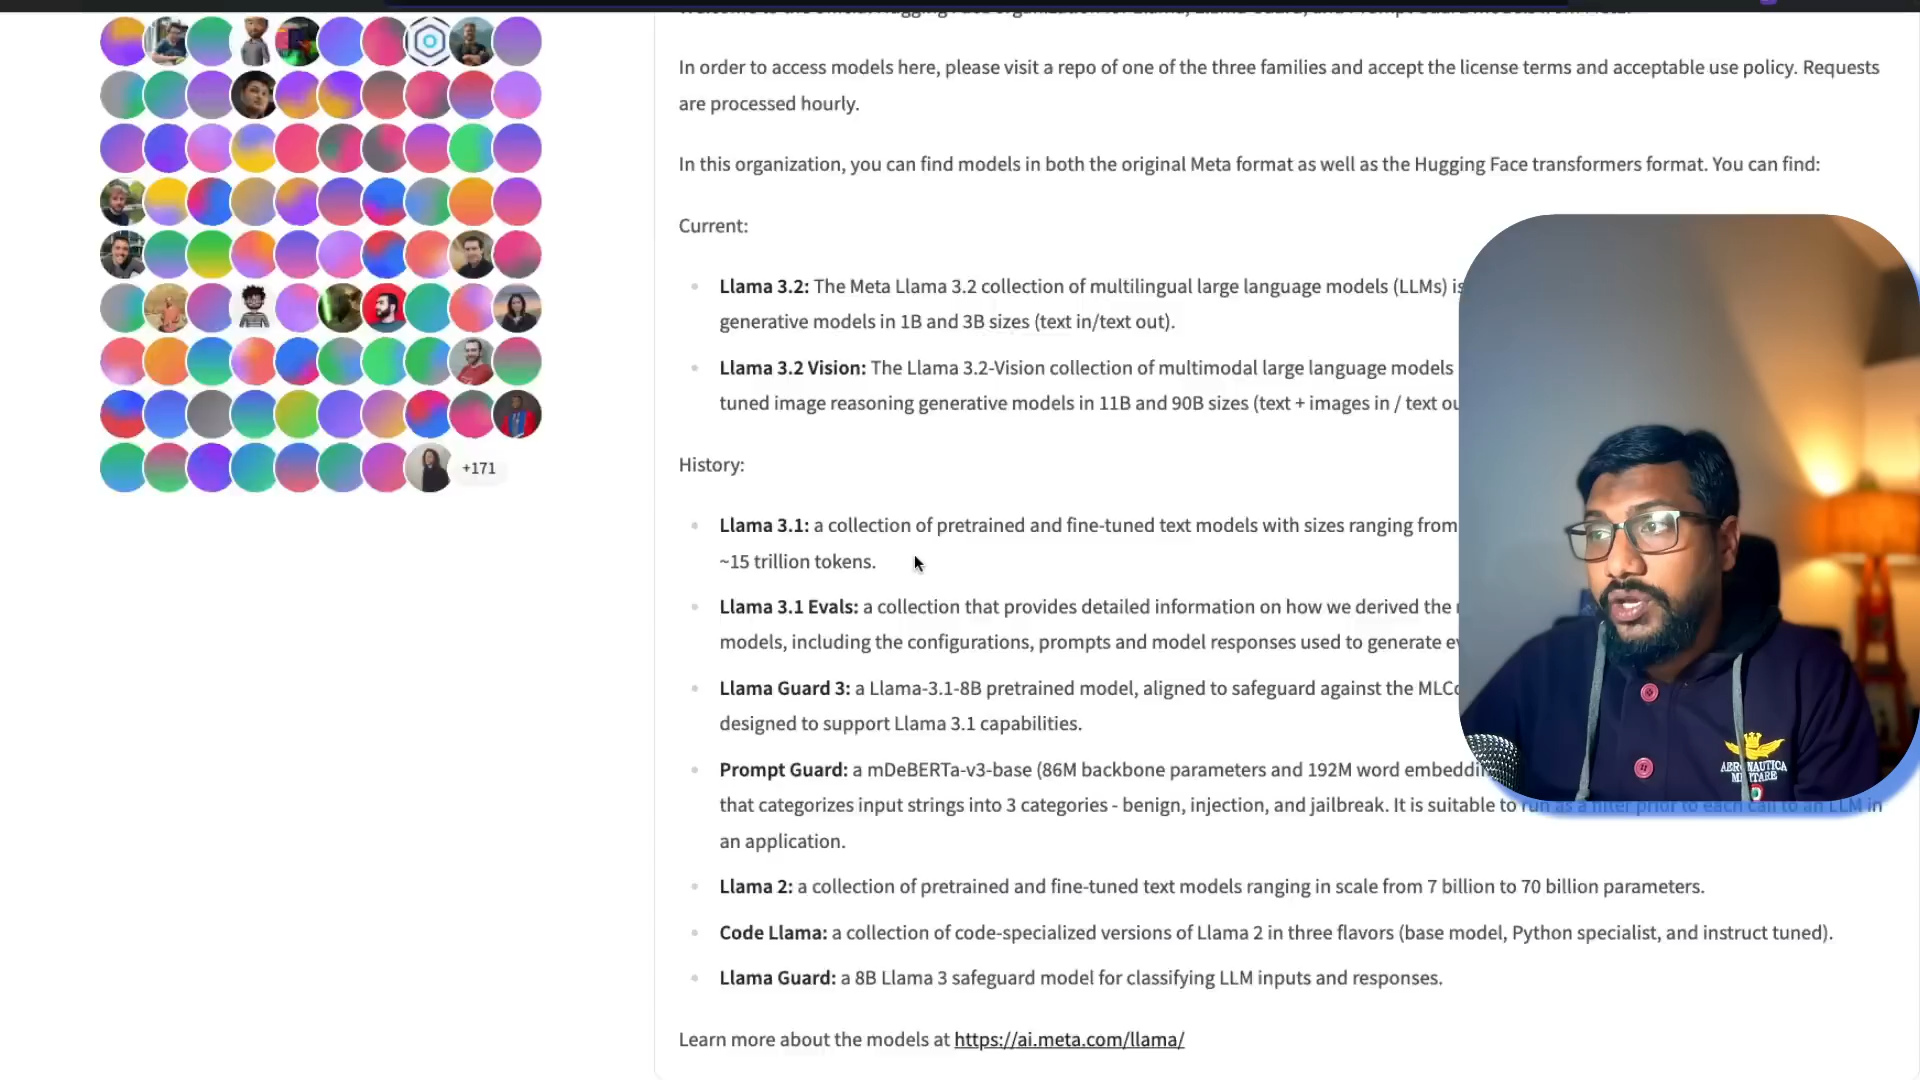 In order to access models here, please visit a repo of one of the three families and accept the license terms and acceptable use policy. Requests
are processed hourly.
In this organization, you can find models in both the original Meta format as well as the Hugging Face transformers format. You can find:
Current:
Llama 3.2: The Meta Llama 3.2 collection of multilingual large language models (LLMs) is
generative models in 1B and 3B sizes (text in/text out).
Llama 3.2 Vision: The Llama 3.2-Vision collection of multimodal large language models
tuned image reasoning generative models in 11B and 90B sizes (text + images in / text
+171
History:
Llama 3.1: a collection of pretrained and fine-tuned text models with sizes ranging from
~15 trillion tokens.
Llama 3.1 Evals: a collection that provides detailed information on how we derived the
models, including the configurations, prompts and model responses used to generate
Llama Guard 3: a Llama-3.1-8B pretrained model, aligned to safeguard against the
designed to support Llama 3.1 capabilities.
Prompt Guard: a mDeBERTa-v3-base (86M backbone parameters and 192M word
that categorizes input strings into 3 categories - benign, injection, and jailbreak. It is suitable to run as a filter prior to each call to an LLM in
an application.
Llama 2: a collection of pretrained and fine-tuned text models ranging in scale from 7 billion to 70 billion parameters.
Code Llama: a collection of code-specialized versions of Llama 2 in three flavors (base model, Python specialist, and instruct tuned).
Llama Guard: a 8B Llama 3 safeguard model for classifying LLM inputs and responses.
Learn more about the models at https://ai.meta.com/llama/
AERONAUTICA
MILITARE